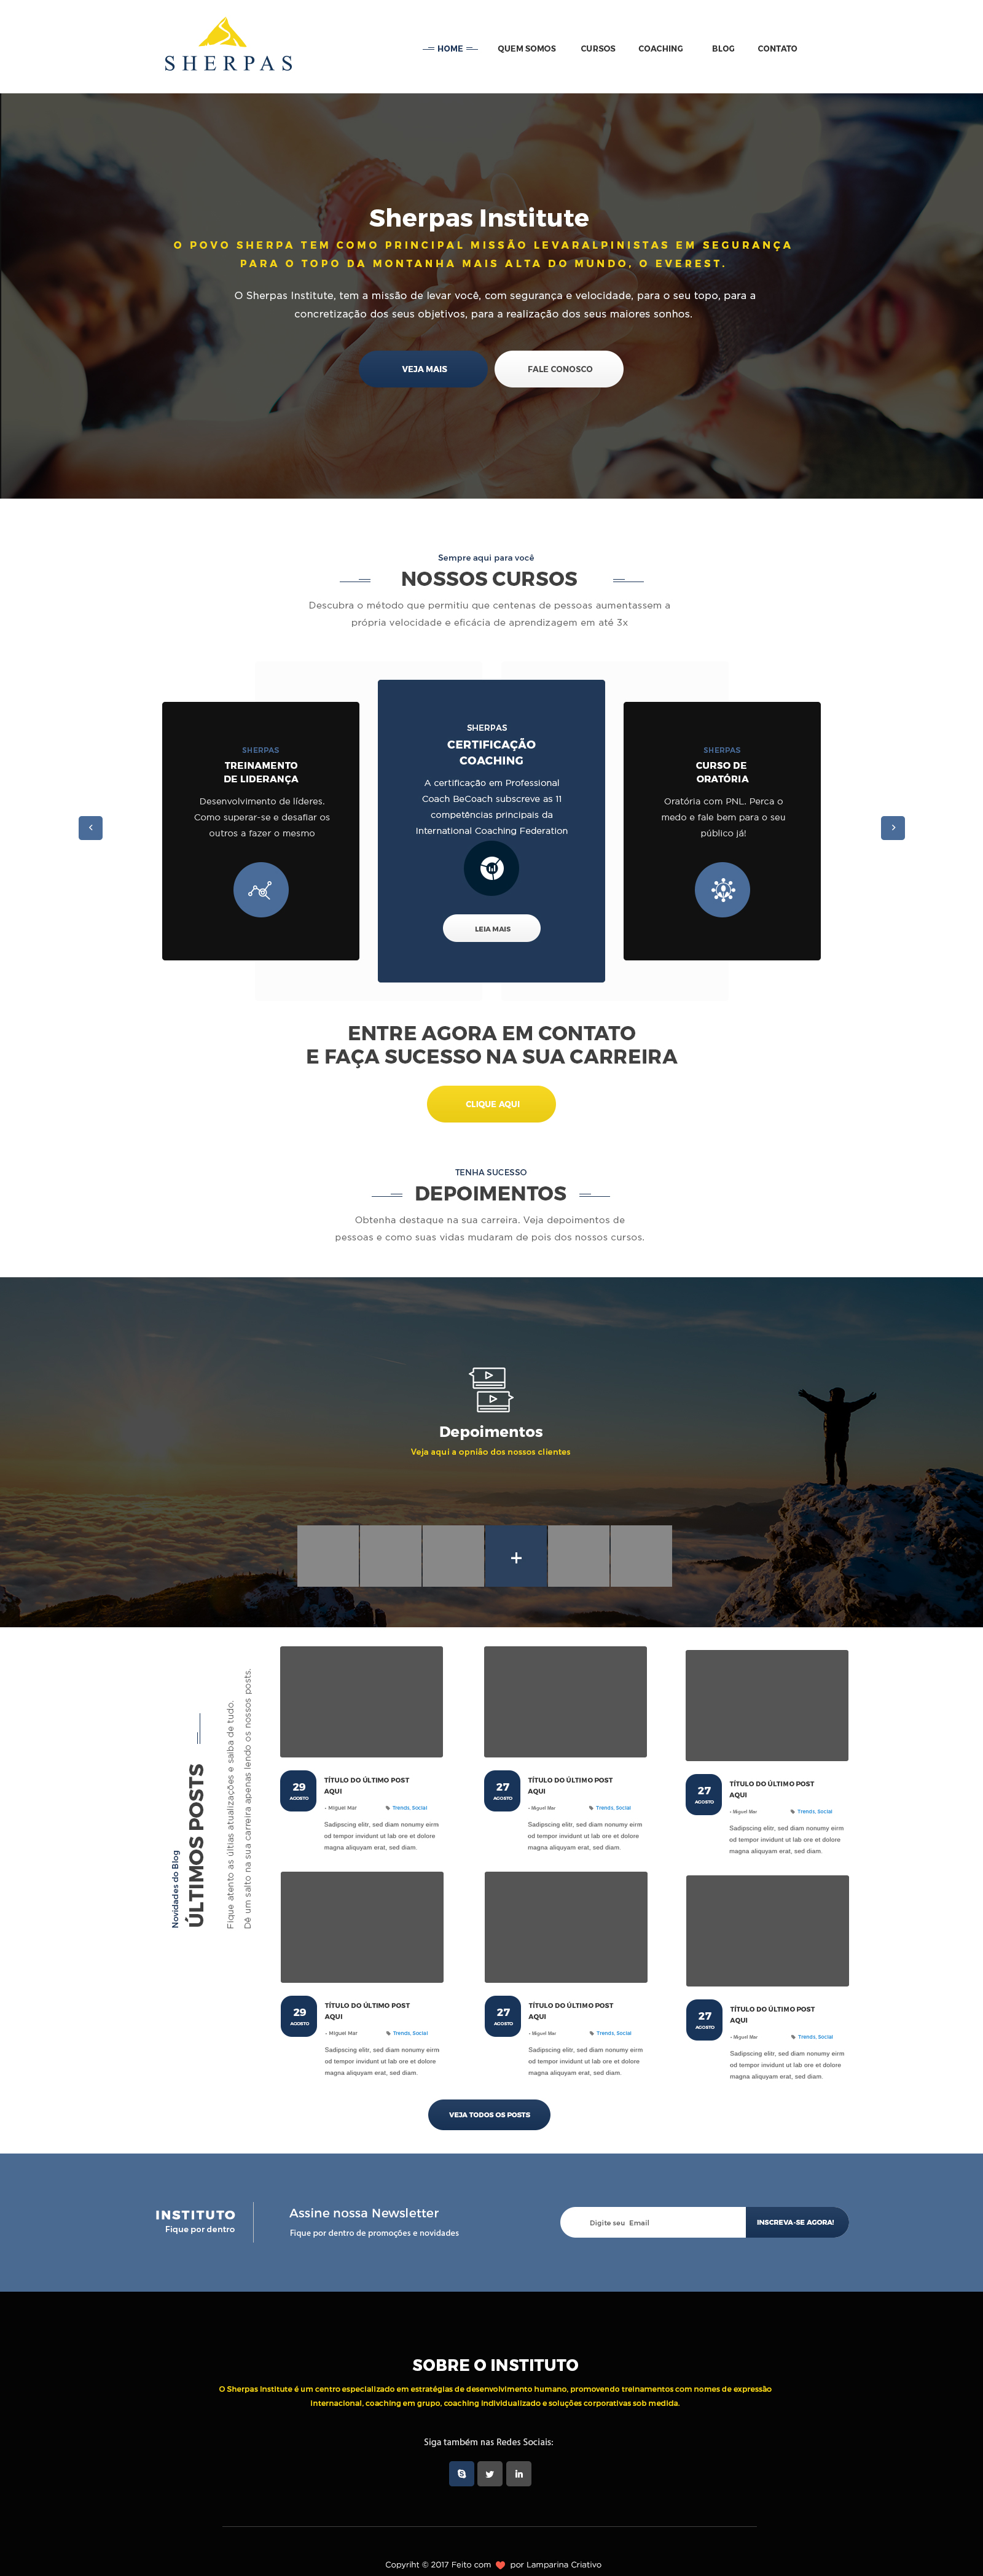 SHERPAS
HOME QUEM SOMOS CURSOS COACHING BLOG CONTATO
Sherpas Institute
O POVO SHERPA TEM COMO PRINCIPAL MISSÃO LEVARALPINISTAS EM SEGURANÇA
PARA O TOPO DA MONTANHA MAIS ALTA DO MUNDO, O EVEREST.
O Sherpas Institute, tem a missão de levar você, com segurança e velocidade, para o seu topo, para a
concretização dos seus objetivos, para a realização dos seus maiores sonhos.
VEJA MAIS FALE CONOSCO
Sempre aqui para você
NOSSOS CURSOS
Descubra o método que permitiu que centenas de pessoas aumentassem a
própria velocidade e eficácia de aprendizagem em até 3x
SHERPAS
TREINAMENTO
DE LIDERANÇA
Desenvolvimento de líderes.
Como superar-se e desafiar os
outros a fazer o mesmo
SHERPAS
CERTIFICAÇÃO
COACHING
A certificação em Professional
Coach BeCoach subscreve as 11
competências principais da
International Coaching Federation
LEIA MAIS
SHERPAS
CURSO DE
ORATÓRIA
Oratória com PNL. Perca o
medo e fale bem para o seu
público já!
ENTRE AGORA EM CONTATO
E FAÇA SUCESSO NA SUA CARREIRA
CLIQUE AQUI
TENHA SUCESSO
DEPOIMENTOS
Obtenha destaque na sua carreira. Veja depoimentos de
pessoas e como suas vidas mudaram de pois dos nossos cursos.
Depoimentos
Veja aqui a opnião dos nossos clientes
+
Novidades do Blog
ÚLTIMOS POSTS
Fique atento as últias atualizações e saiba de tudo.
Dê um salto na sua carreira apenas lendo os nossos posts.
29
AGOSTO
TÍTULO DO ÚLTIMO POST
AQUI
- Miguel Mar Trends, Social
Sadipscing elitr, sed diam nonumy eirm
od tempor invidunt ut lab ore et dolore
magna aliquyam erat, sed diam.
27
AGOSTO
TÍTULO DO ÚLTIMO POST
AQUI
- Miguel Mar Trends, Social
Sadipscing elitr, sed diam nonumy eirm
od tempor invidunt ut lab ore et dolore
magna aliquyam erat, sed diam.
27
AGOSTO
TÍTULO DO ÚLTIMO POST
AQUI
- Miguel Mar Trends, Social
Sadipscing elitr, sed diam nonumy eirm
od tempor invidunt ut lab ore et dolore
magna aliquyam erat, sed diam.
29
AGOSTO
TÍTULO DO ÚLTIMO POST
AQUI
- Miguel Mar Trends, Social
Sadipscing elitr, sed diam nonumy eirm
od tempor invidunt ut lab ore et dolore
magna aliquyam erat, sed diam.
27
AGOSTO
TÍTULO DO ÚLTIMO POST
AQUI
- Miguel Mar Trends, Social
Sadipscing elitr, sed diam nonumy eirm
od tempor invidunt ut lab ore et dolore
magna aliquyam erat, sed diam.
27
AGOSTO
TÍTULO DO ÚLTIMO POST
AQUI
- Miguel Mar Trends, Social
Sadipscing elitr, sed diam nonumy eirm
od tempor invidunt ut lab ore et dolore
magna aliquyam erat, sed diam.
VEJA TODOS OS POSTS
INSTITUTO
Fique por dentro
Assine nossa Newsletter
Fique por dentro de promoções e novidades
Digite seu Email
INSCREVA-SE AGORA!
SOBRE O INSTITUTO
O Sherpas Institute é um centro especializado em estratégias de desenvolvimento humano, promovendo treinamentos com nomes de expressão
Internacional, coaching em grupo, coaching individualizado e soluções corporativas sob medida.
Siga também nas Redes Sociais:
Copyriht © 2017 Feito com por Lamparina Criativo